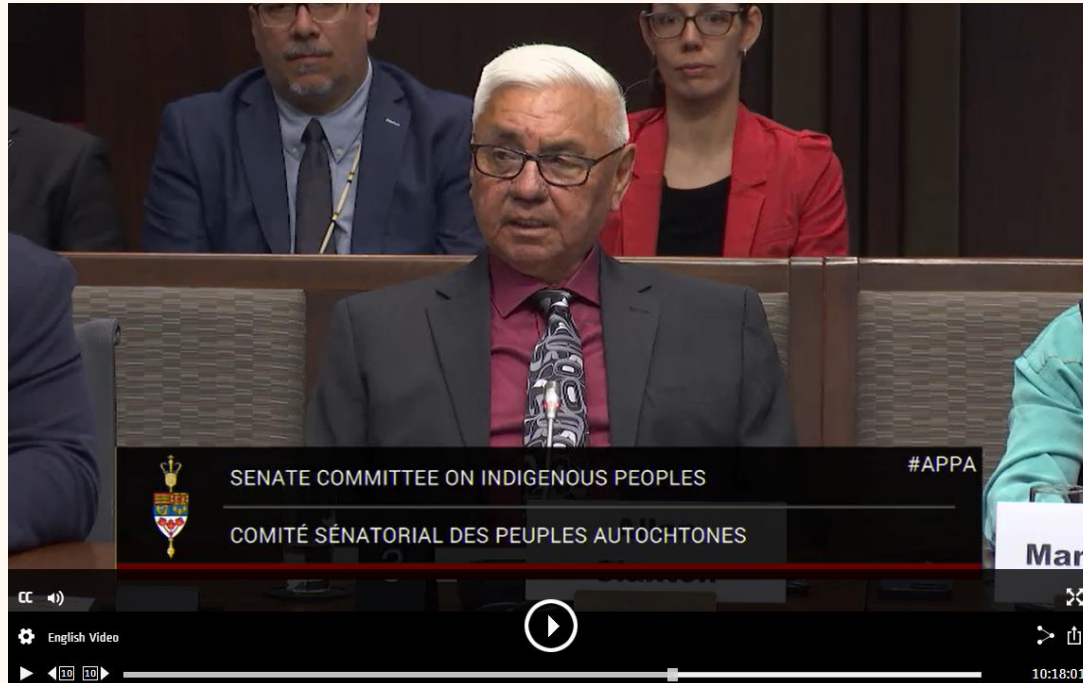 SENATE COMMITTEE ON INDIGENOUS PEOPLES
#APPA
COMITÉ SÉNATORIAL DES PEUPLES AUTOCHTONES
Mar
CC
English Video
10 10
10:18:01